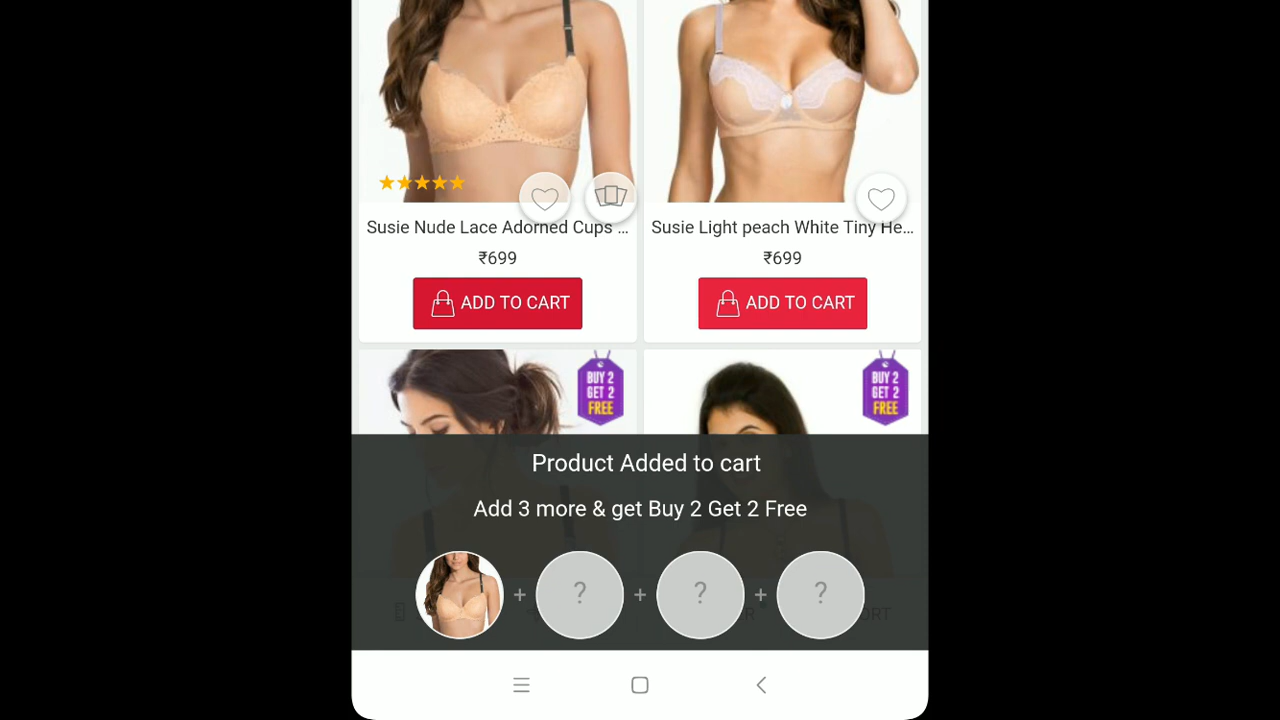 Susie Nude Lace Adorned Cups ...
Susie Light peach White Tiny He...
₹699
₹699
ADD TO CART
ADD TO CART
BUY 2
GET 2
FREE
BUY 2
GET 2
FREE
Product Added to cart
Add 3 more & get Buy 2 Get 2 Free
+ ? + ? + ?